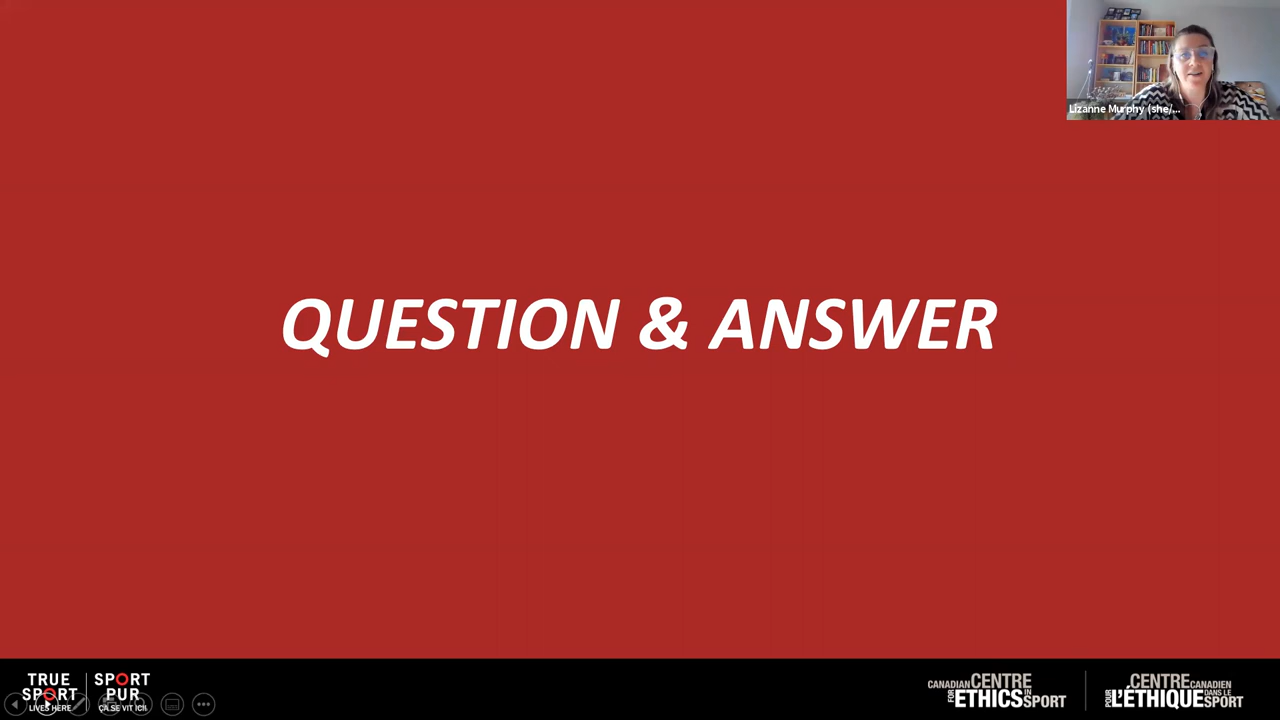 Lizanne Murphy (she/...
QUESTION & ANSWER
TRUE
SPORT
LIVES HERE
SPORT
PUR
ÇA SE VIT ICI
CANADIAN CENTRE
FOR ETHICS IN SPORT
CENTRE CANADIEN
POUR L'ÉTHIQUE DANS LE SPORT